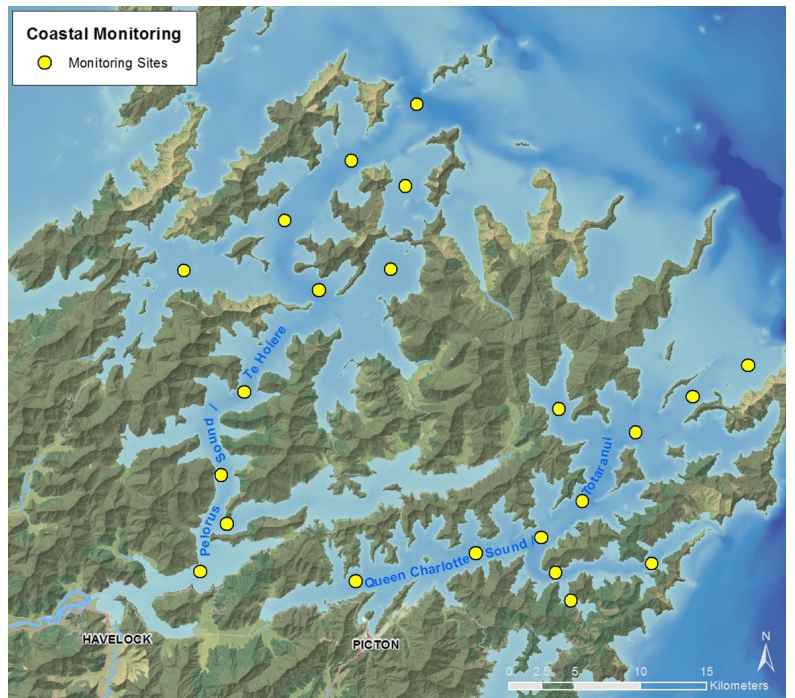 Coastal Monitoring
Monitoring Sites
Te Hoiere
Pelorus Sound /
Totaranui
Queen Charlotte Sound /
HAVELOCK
PICTON
N
0 2.5 5 10 15
Kilometers